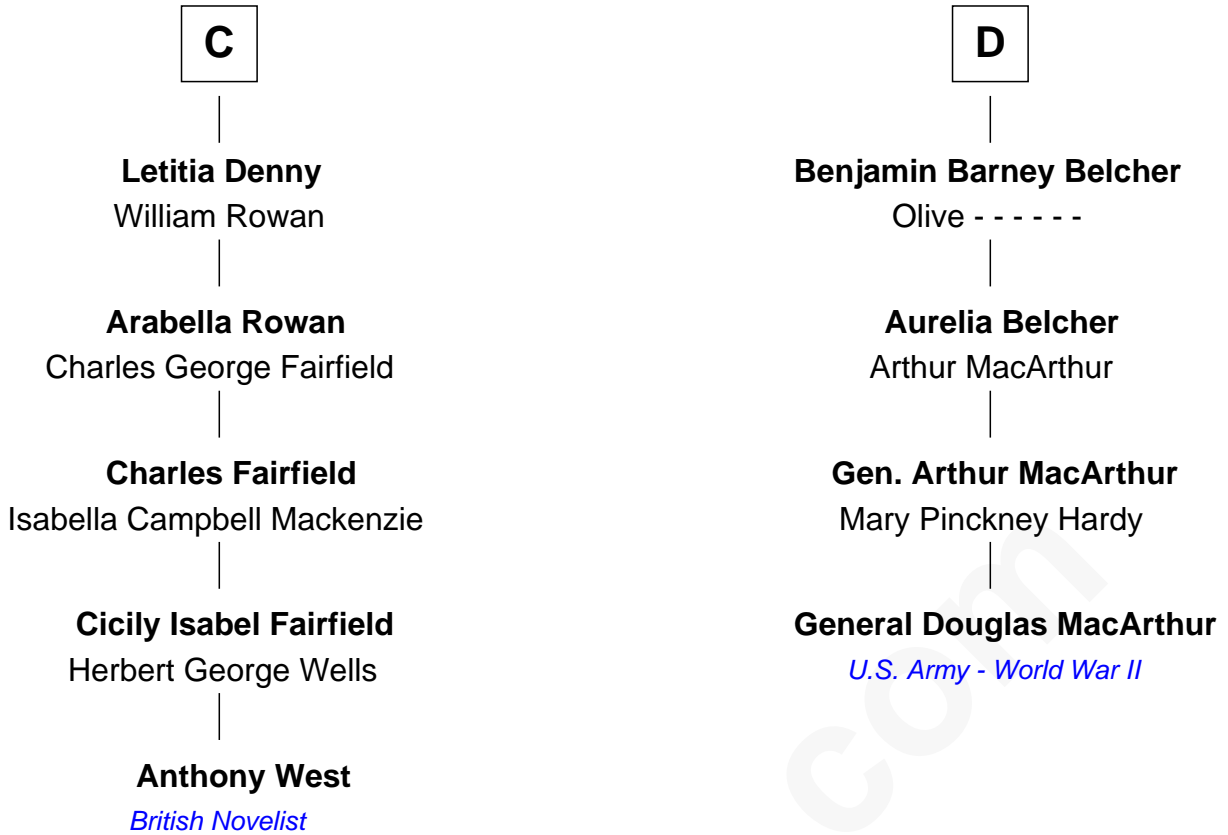 C
Letitia Denny
William Rowan
Arabella Rowan
Charles George Fairfield
Charles Fairfield
Isabella Campbell Mackenzie
Cicily Isabel Fairfield
Herbert George Wells
Anthony West
British Novelist
D
Benjamin Barney Belcher
Olive - - - - - -
Aurelia Belcher
Arthur MacArthur
Gen. Arthur MacArthur
Mary Pinckney Hardy
General Douglas MacArthur
U.S. Army - World War II
com